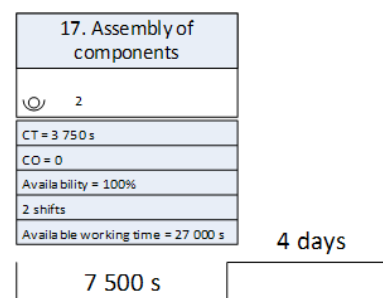 17. Assembly of
components
2
CT = 3 750 s
CO = 0
Availability = 100%
2 shifts
Available working time = 27 000 s
4 days
7 500 s